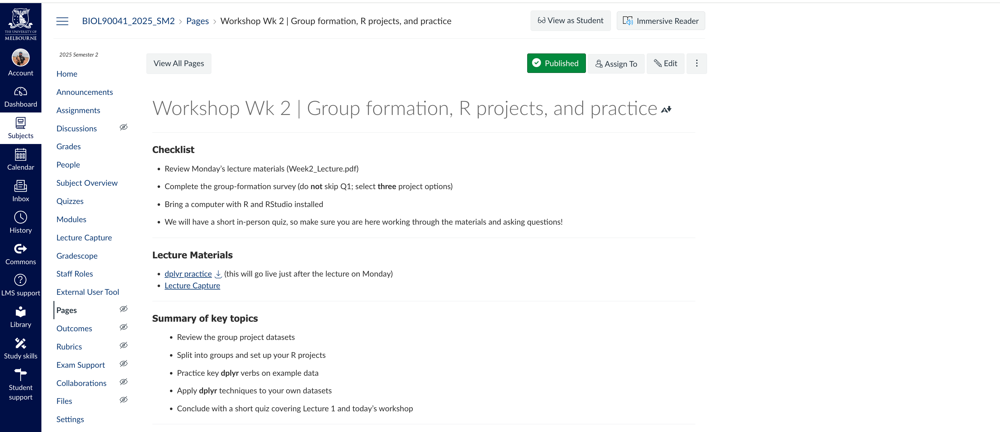 THE UNIVERSITY OF
MELBOURNE
Account
Dashboard
Subjects
Calendar
Inbox
History
Commons
LMS support
Library
Study skills
Student
support
BIOL90041_2025_SM2 > Pages > Workshop Wk 2 | Group formation, R projects, and practice
View as Student
Immersive Reader
2025 Semester 2
Home
Announcements
Assignments
Discussions
Grades
People
Subject Overview
Quizzes
Modules
Lecture Capture
Gradescope
Staff Roles
External User Tool
Pages
Outcomes
Rubrics
Exam Support
Collaborations
Files
Settings
View All Pages
Published
Assign To
Edit
Workshop Wk 2 | Group formation, R projects, and practice
Checklist
• Review Monday’s lecture materials (Week2_Lecture.pdf)
• Complete the group-formation survey (do not skip Q1; select three project options)
• Bring a computer with R and RStudio installed
• We will have a short in-person quiz, so make sure you are here working through the materials and asking questions!
Lecture Materials
• dplyr practice (this will go live just after the lecture on Monday)
• Lecture Capture
Summary of key topics
• Review the group project datasets
• Split into groups and set up your R projects
• Practice key dplyr verbs on example data
• Apply dplyr techniques to your own datasets
• Conclude with a short quiz covering Lecture 1 and today’s workshop